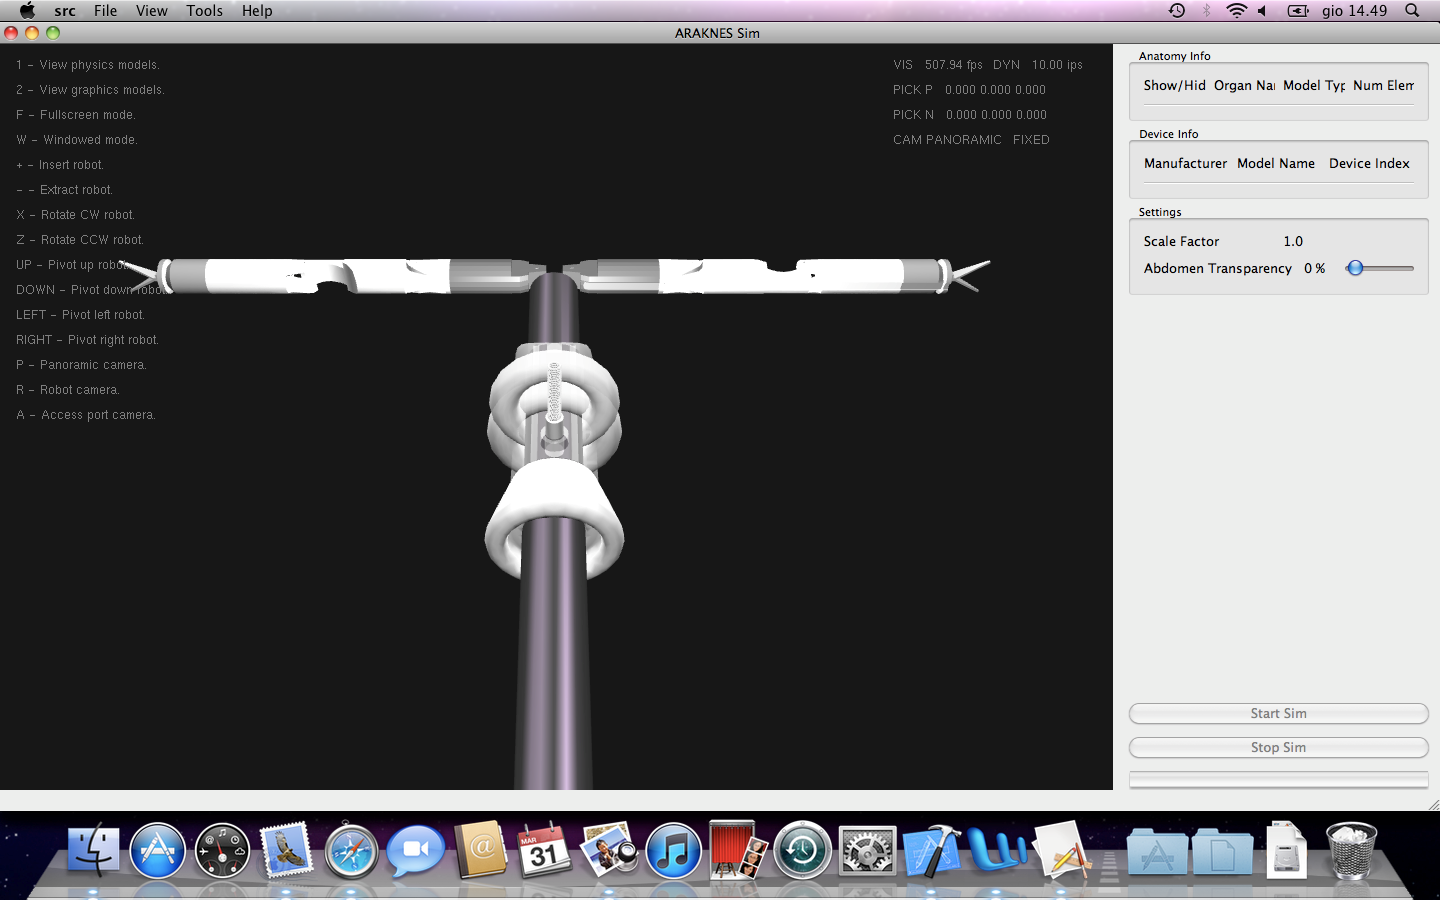 src File View Tools Help gio 14.49
ARAKNES Sim
1 – View physics models.
2 – View graphics models.
F – Fullscreen mode.
W – Windowed mode.
+ – Insert robot.
– – Extract robot.
X – Rotate CW robot.
Z – Rotate CCW robot.
UP – Pivot up robot.
DOWN – Pivot down robot.
LEFT – Pivot left robot.
RIGHT – Pivot right robot.
P – Panoramic camera.
R – Robot camera.
A – Access port camera.
VIS 507.94 fps DYN 10.00 ips
PICK P 0.000 0.000 0.000
PICK N 0.000 0.000 0.000
CAM PANORAMIC FIXED
Anatomy Info
Show/Hid Organ Nai Model Typ Num Elem
Device Info
Manufacturer Model Name Device Index
Settings
Scale Factor 1.0
Abdomen Transparency 0 %
Start Sim
Stop Sim
MAR
31